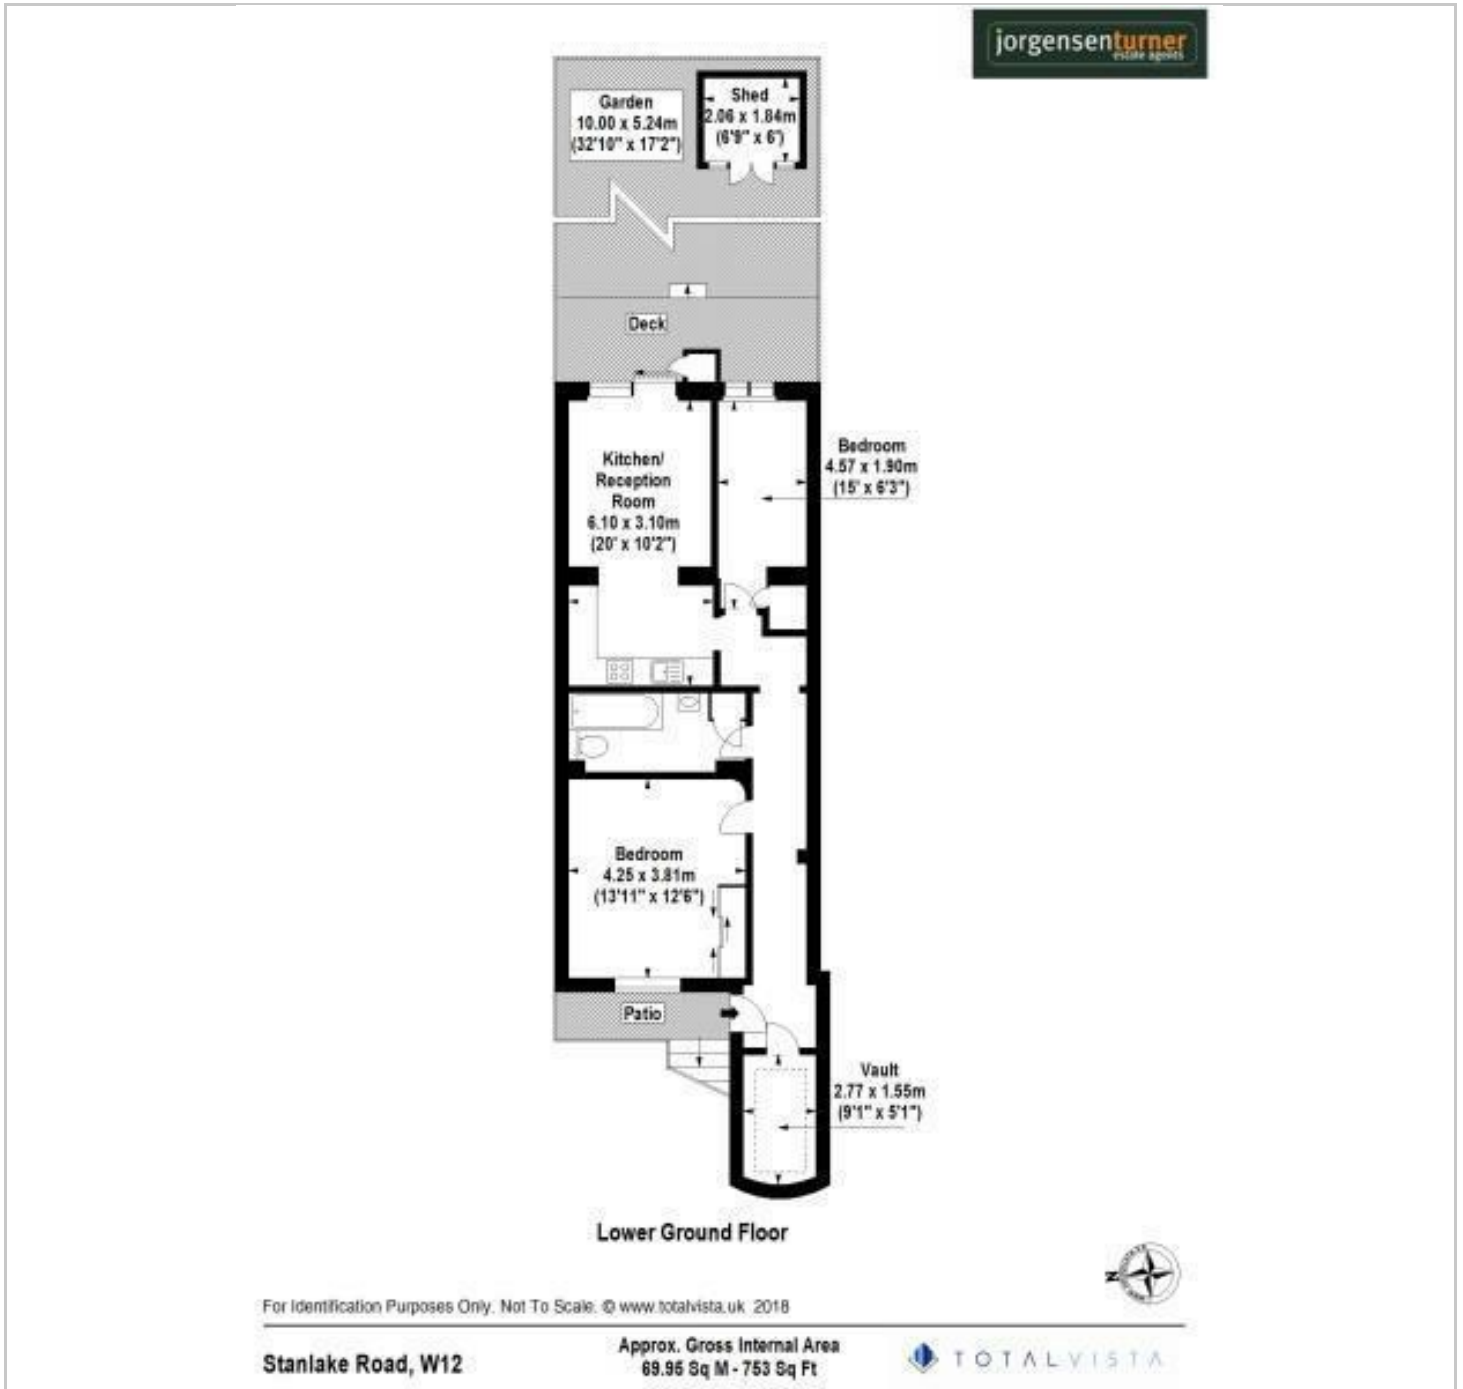 jorgensenturner
estate agents
Garden
10.00 x 5.24m
(32'10" x 17'2")
Shed
2.06 x 1.84m
(6'9" x 6')
Deck
Kitchen/
Reception
Room
6.10 x 3.10m
(20' x 10'2")
Bedroom
4.57 x 1.90m
(15' x 6'3")
Bedroom
4.25 x 3.81m
(13'11" x 12'6")
Patio
Vault
2.77 x 1.55m
(9'1" x 5'1")
Lower Ground Floor
N
For Identification Purposes Only. Not To Scale. © www.totalvista.uk 2018
Stanlake Road, W12
Approx. Gross Internal Area
69.95 Sq M - 753 Sq Ft
TOTALVISTA